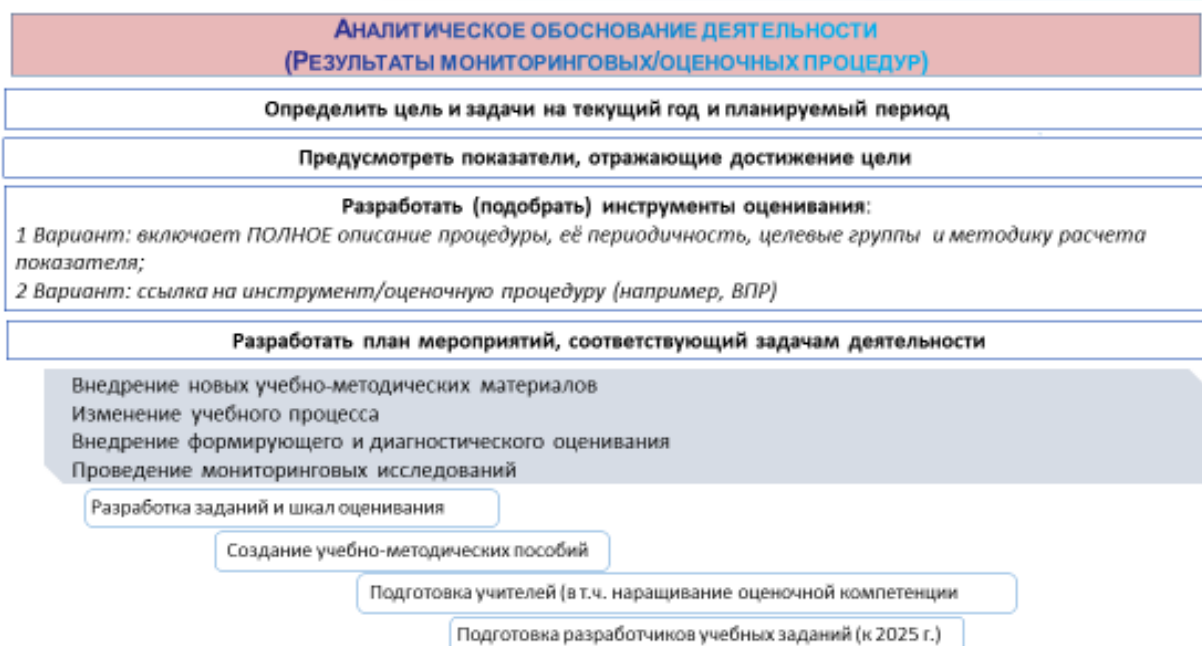 АНАЛИТИЧЕСКОЕ ОБОСНОВАНИЕ ДЕЯТЕЛЬНОСТИ
(РЕЗУЛЬТАТЫ МОНИТОРИНГОВЫХ/ОЦЕНОЧНЫХ ПРОЦЕДУР)
Определить цель и задачи на текущий год и планируемый период
Предусмотреть показатели, отражающие достижение цели
Разработать (подобрать) инструменты оценивания:
1 Вариант: включает ПОЛНОЕ описание процедуры, её периодичность, целевые группы и методику расчета
показателя;
2 Вариант: ссылка на инструмент/оценочную процедуру (например, ВПР)
Разработать план мероприятий, соответствующий задачам деятельности
Внедрение новых учебно-методических материалов
Изменение учебного процесса
Внедрение формирующего и диагностического оценивания
Проведение мониторинговых исследований
Разработка заданий и шкал оценивания
Создание учебно-методических пособий
Подготовка учителей (в т.ч. наращивание оценочной компетенции
Подготовка разработчиков учебных заданий (к 2025 г.)